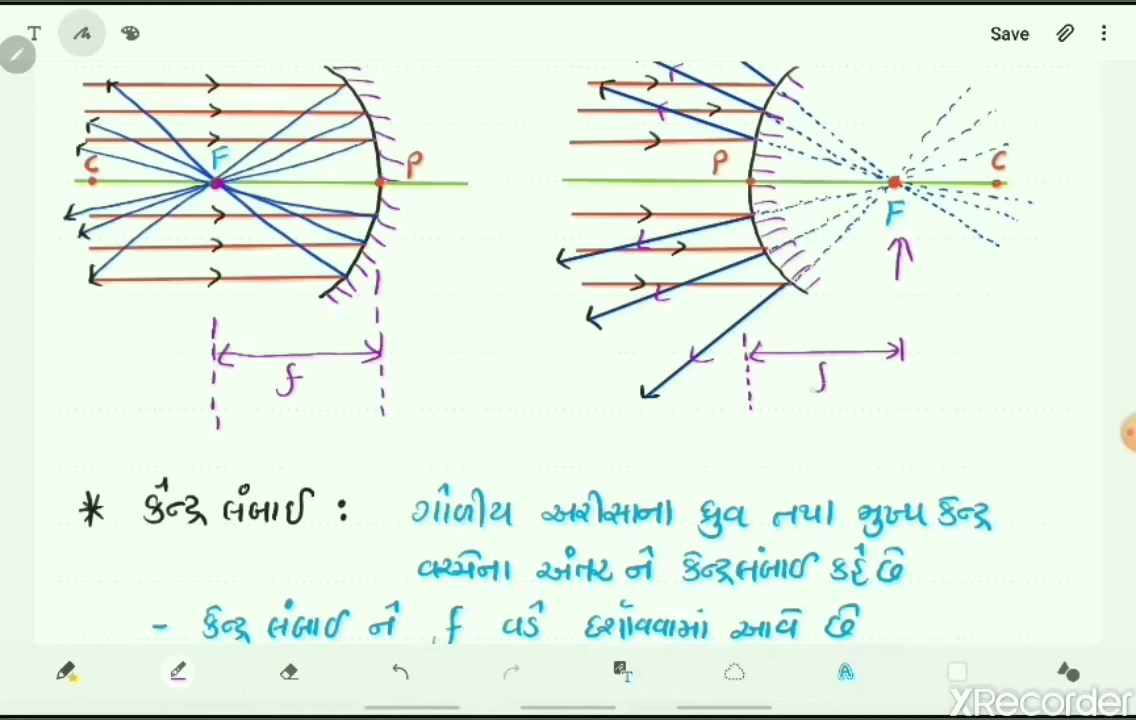 T Save
C F P P F C
f f
* કેન્દ્ર લંબાઈ : ગોળીય અરીસાના ધ્રુવ તથા મુખ્ય કેન્દ્ર
વચ્ચેના અંતર ને કેન્દ્રલંબાઈ કહે છે
- કેન્દ્ર લંબાઈ ને f વડે દર્શાવવામાં આવે છે
XRecorder